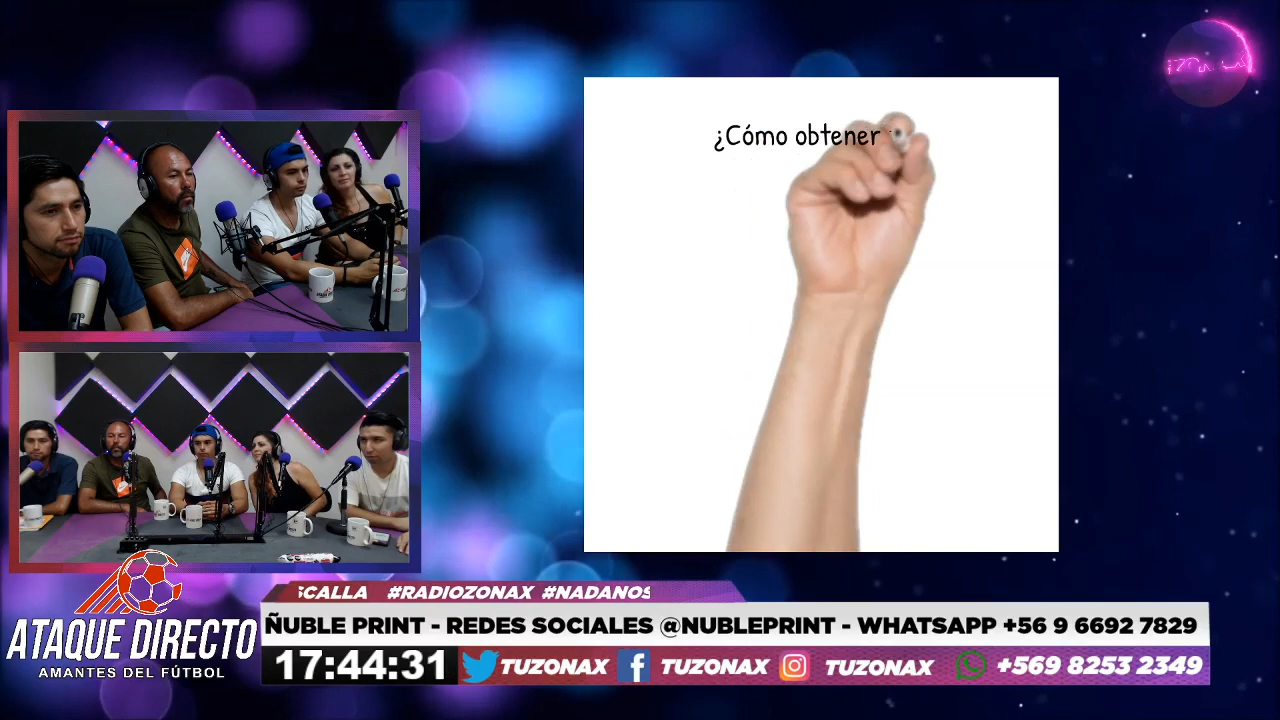 ¿Cómo obtener
ATAQUE DIRECTO
AMANTES DEL FÚTBOL
#RADIOZONAX #NADANOS
ÑUBLE PRINT - REDES SOCIALES @NUBLEPRINT - WHATSAPP +56 9 6692 7829
17:44:31 TUZONAX TUZONAX TUZONAX +569 8253 2349